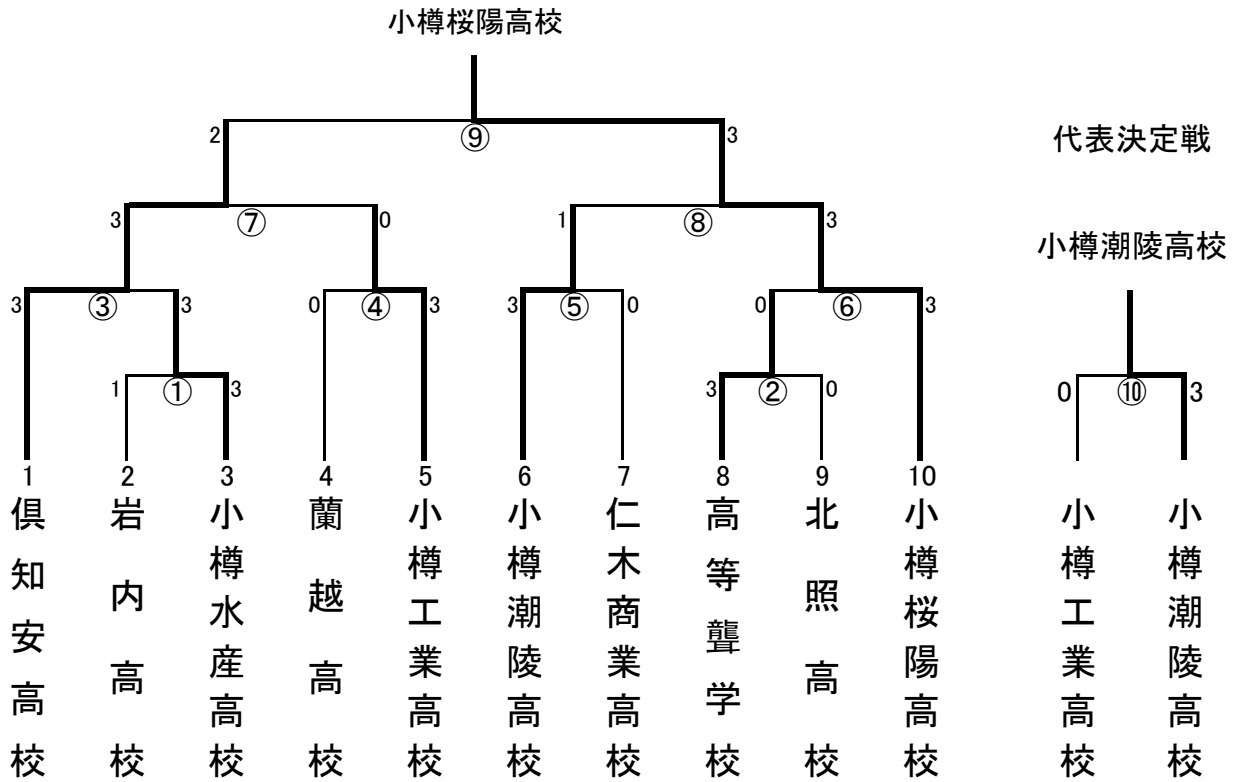 小樽桜陽高校
2 ⑨ 3
代表決定戦
3 ⑦ 0 1 ⑧ 3
小樽潮陵高校
3 ③ 3 0 ④ 3 3 ⑤ 0 0 ⑥ 3
1 ① 3 3 ② 0 0 ⑩ 3
1 2 3 4 5 6 7 8 9 10
倶知安高校
岩内高校
小樽水産高校
蘭越高校
小樽工業高校
小樽潮陵高校
仁木商業高校
高等聾学校
北照高校
小樽桜陽高校
小樽工業高校
小樽潮陵高校